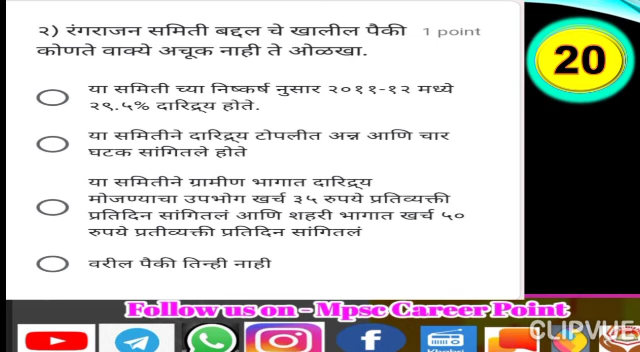 २) रंगराजन समिती बद्दल चे खालील पैकी 1 point
कोणते वाक्ये अचूक नाही ते ओळखा.
20
या समिती च्या निष्कर्ष नुसार २०११-१२ मध्ये
२९.५% दारिद्र्य होते.
या समितीने दारिद्र्य टोपलीत अन्न आणि चार
घटक सांगितले होते
या समितीने ग्रामीण भागात दारिद्र्य
मोजण्याचा उपभोग खर्च ३५ रुपये प्रतिव्यक्ती
प्रतिदिन सांगितलं आणि शहरी भागात खर्च ५०
रुपये प्रतीव्यक्ती प्रतिदिन सांगितलं
वरील पैकी तिन्ही नाही
Follow us on - Mpsc Career Point
CLIPVUE
Khabri